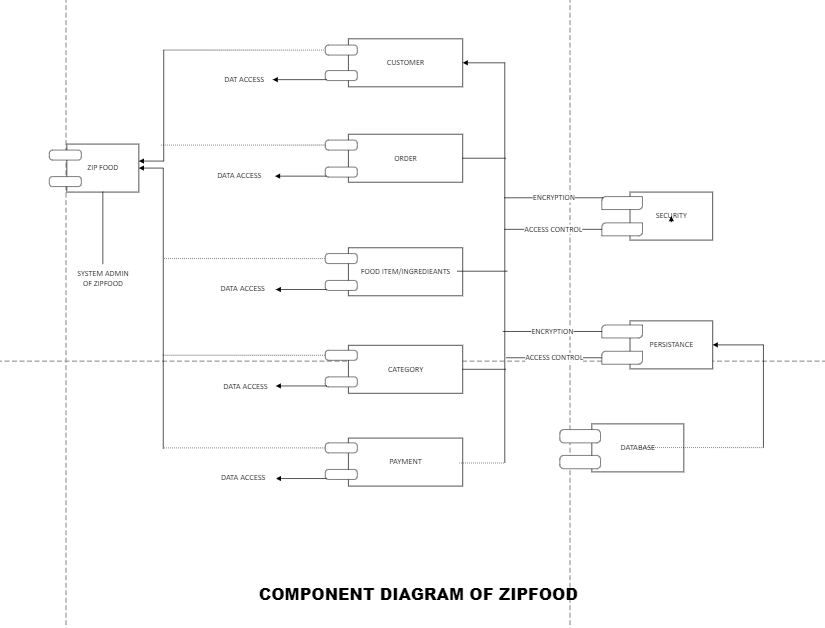 CUSTOMER
DAT ACCESS
ORDER
ZIP FOOD
DATA ACCESS
ENCRYPTION
SECURITY
ACCESS CONTROL
SYSTEM ADMIN
OF ZIPFOOD
FOOD ITEM/INGREDIEANTS
DATA ACCESS
ENCRYPTION
PERSISTANCE
ACCESS CONTROL
CATEGORY
DATA ACCESS
DATABASE
PAYMENT
DATA ACCESS
COMPONENT DIAGRAM OF ZIPFOOD